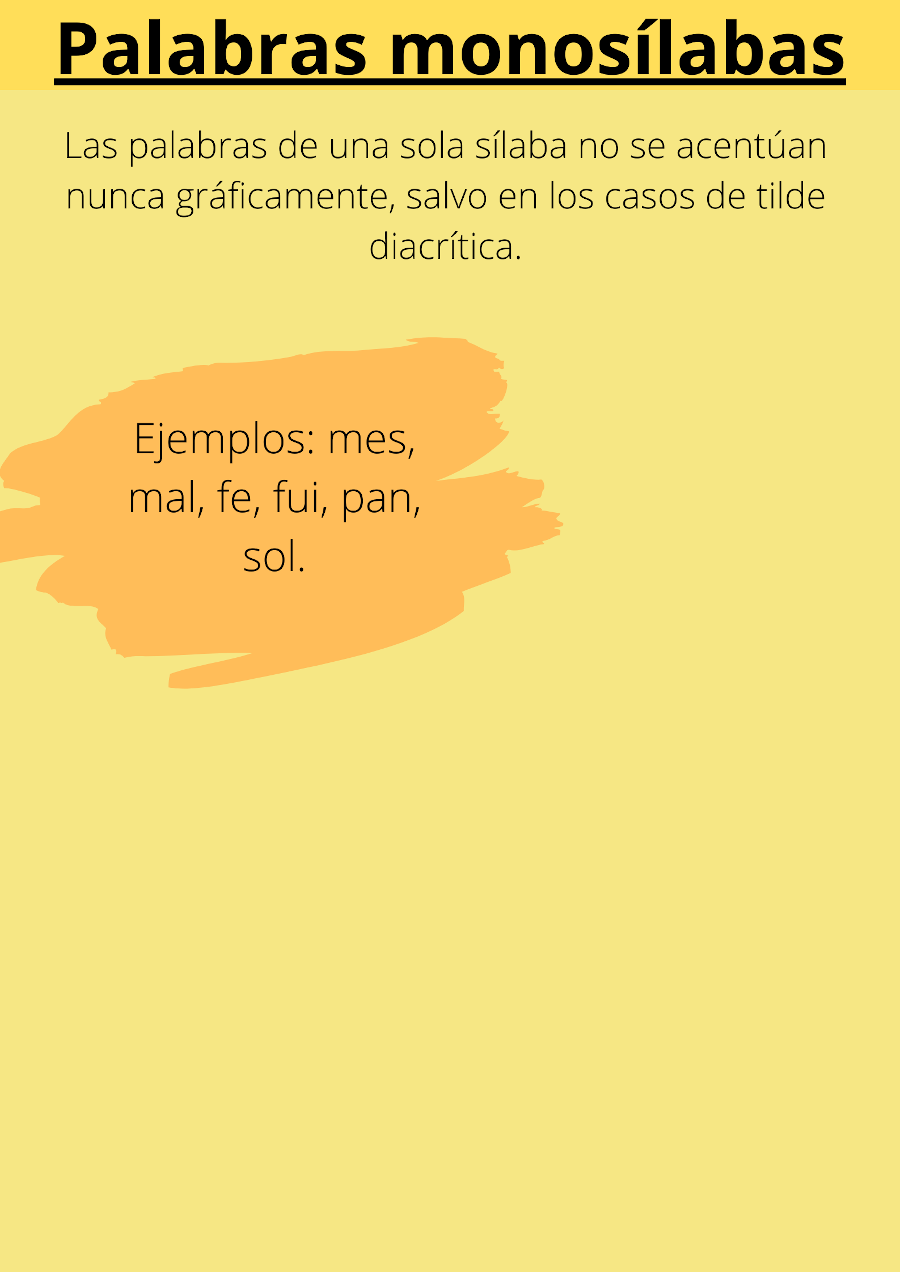 Palabras monosílabas
Las palabras de una sola sílaba no se acentúan
nunca gráficamente, salvo en los casos de tilde
diacrítica.
Ejemplos: mes,
mal, fe, fui, pan,
sol.